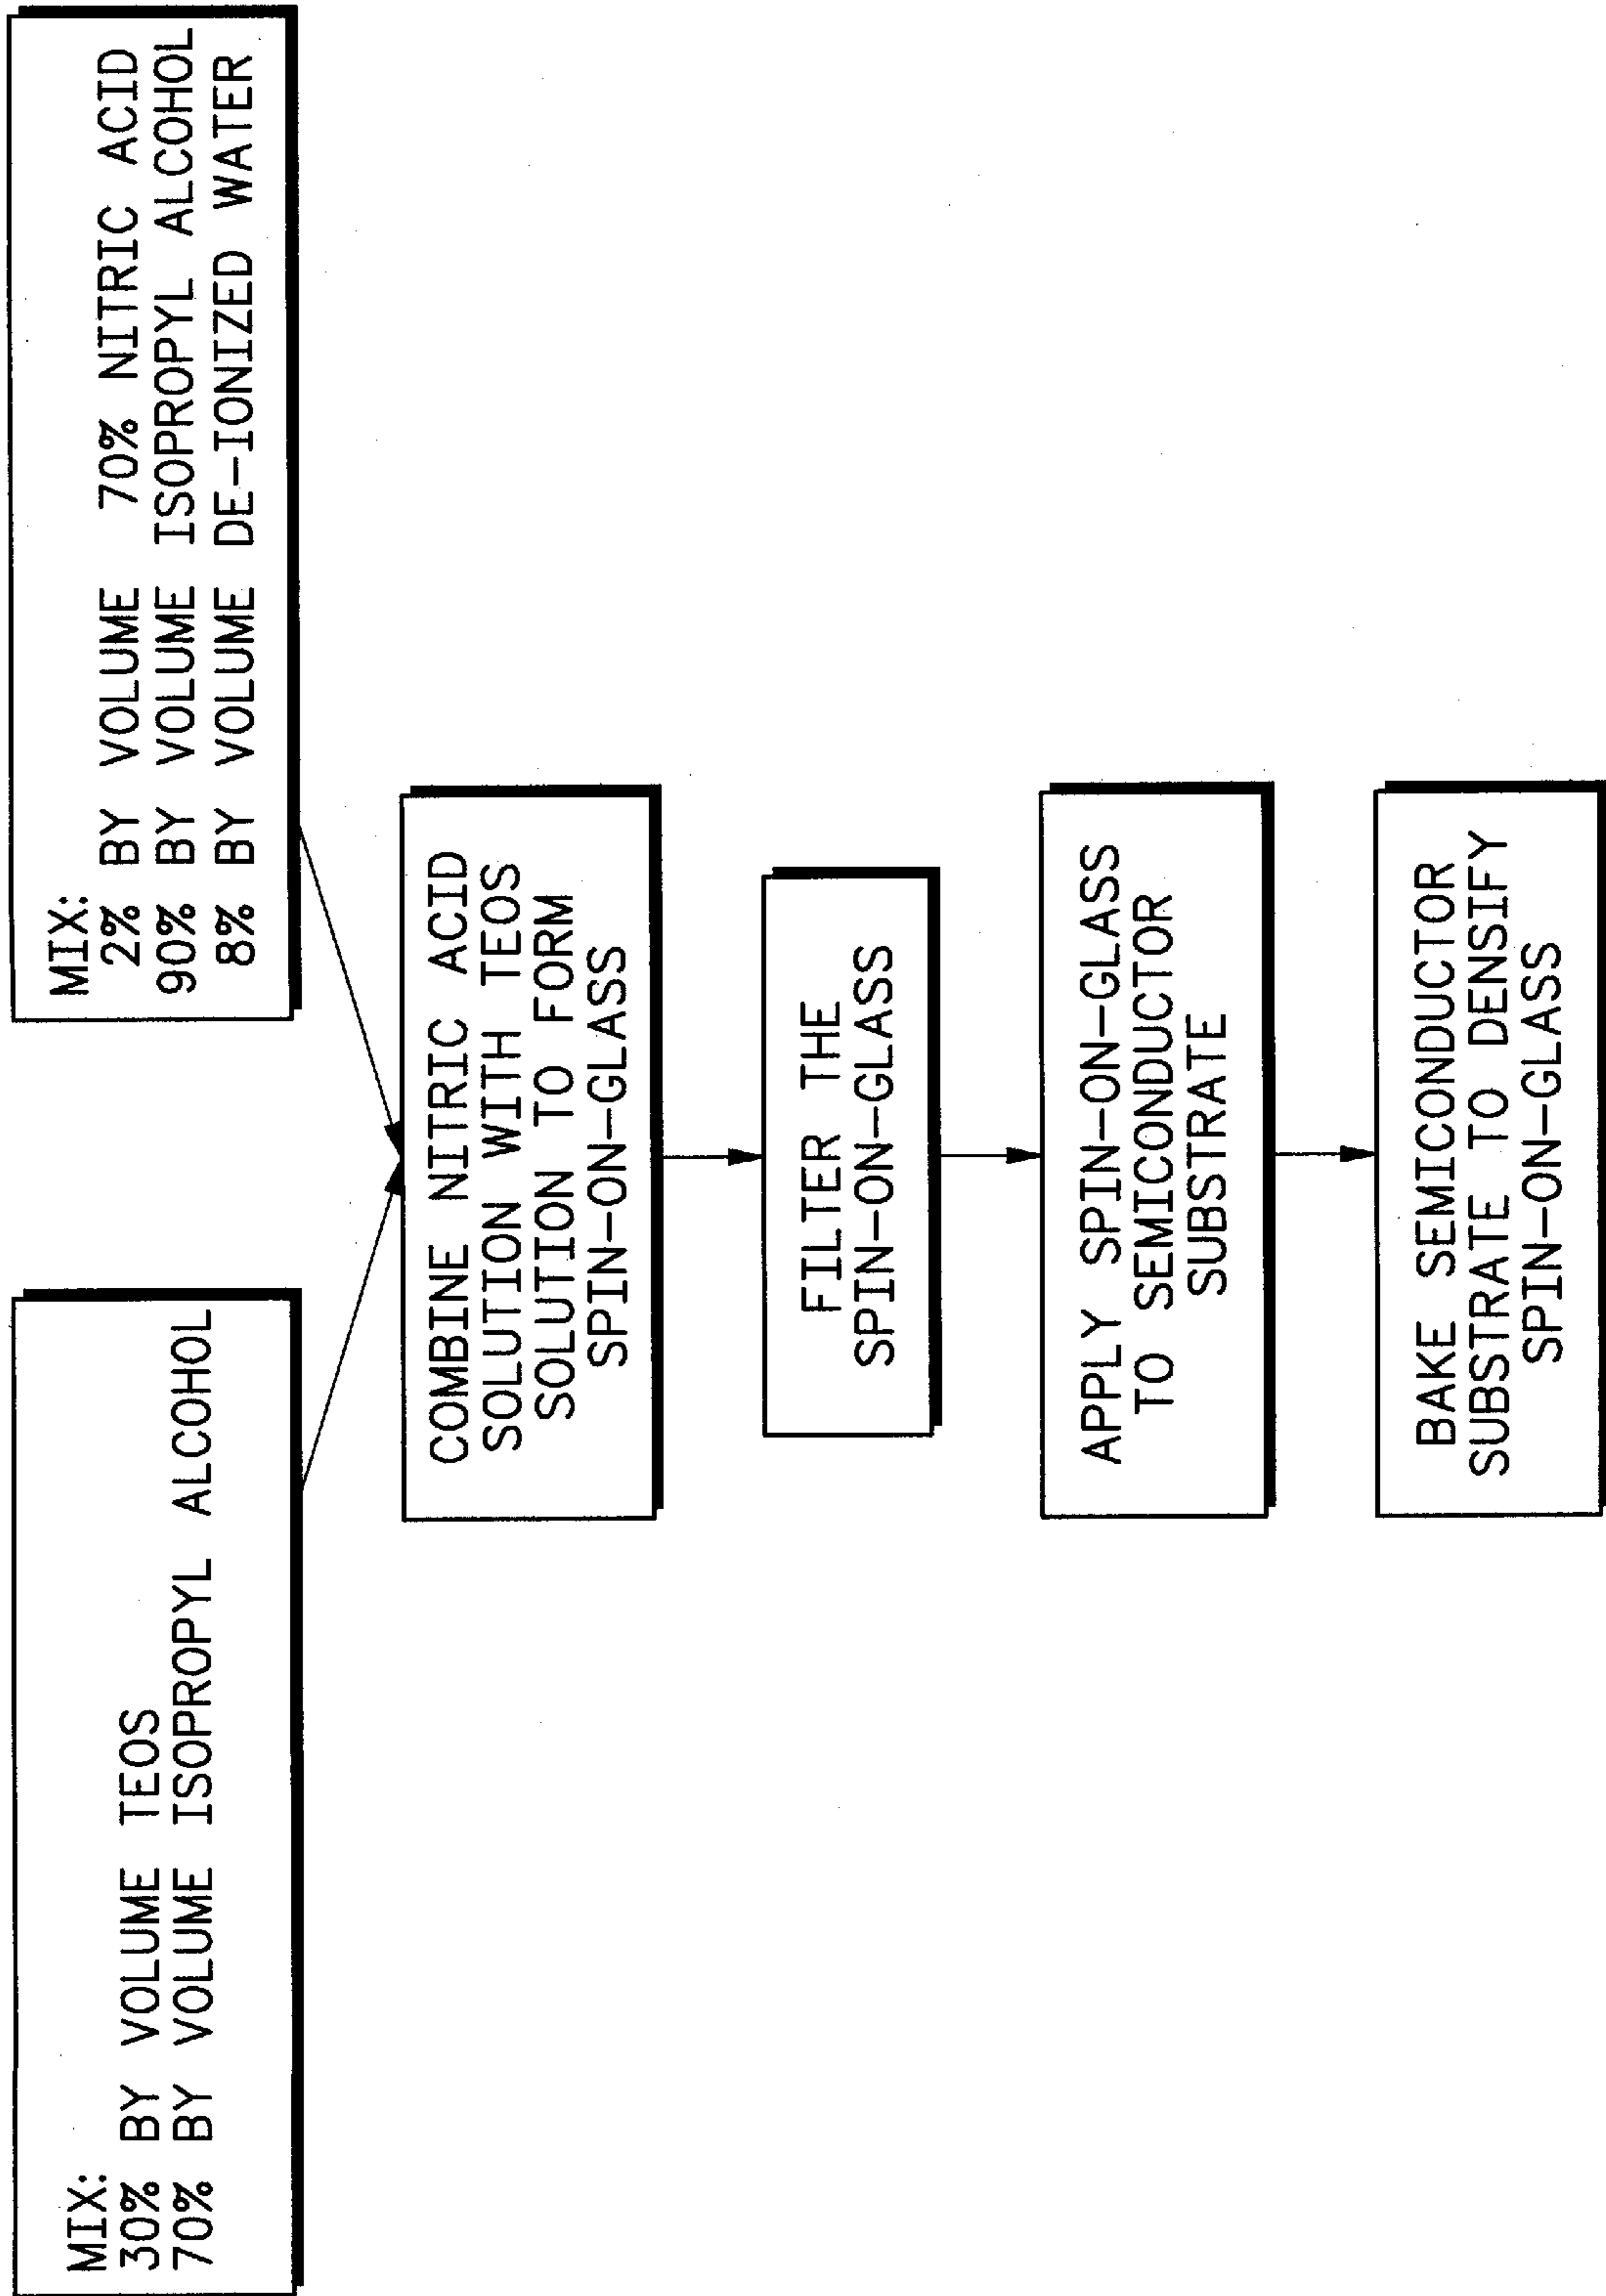 MIX:
30% BY VOLUME TEOS
70% BY VOLUME ISOPROPYL ALCOHOL
MIX:
2% BY VOLUME 70% NITRIC ACID
90% BY VOLUME ISOPROPYL ALCOHOL
8% BY VOLUME DE-IONIZED WATER
COMBINE NITRIC ACID
SOLUTION WITH TEOS
SOLUTION TO FORM
SPIN-ON-GLASS
FILTER THE
SPIN-ON-GLASS
APPLY SPIN-ON-GLASS
TO SEMICONDUCTOR
SUBSTRATE
BAKE SEMICONDUCTOR
SUBSTRATE TO DENSIFY
SPIN-ON-GLASS